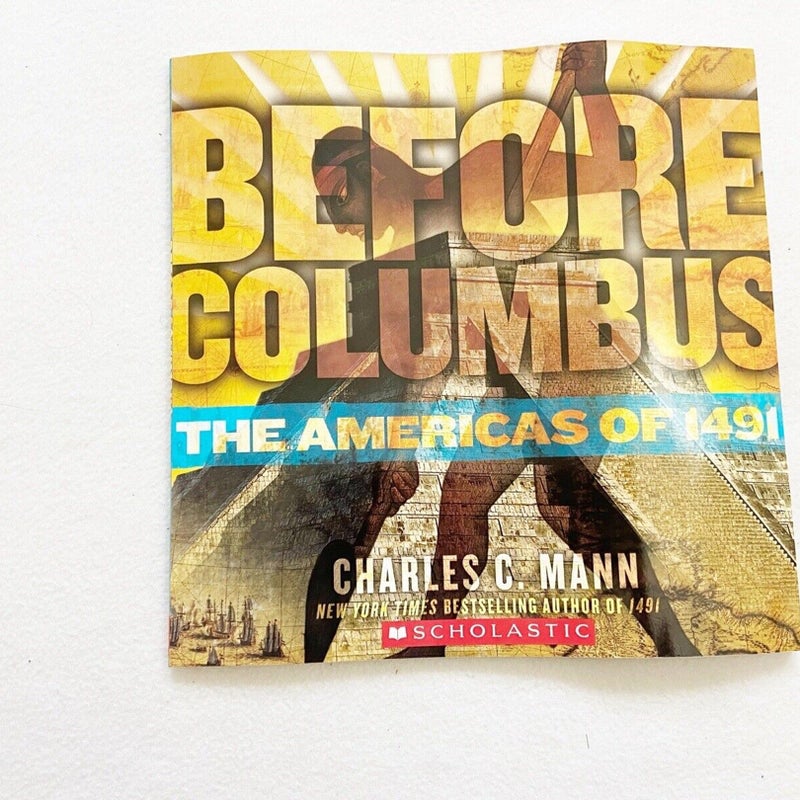 BEFORE
COLUMBUS
THE AMERICAS OF 1491
CHARLES C. MANN
NEW YORK TIMES BESTSELLING AUTHOR OF 1491
SCHOLASTIC